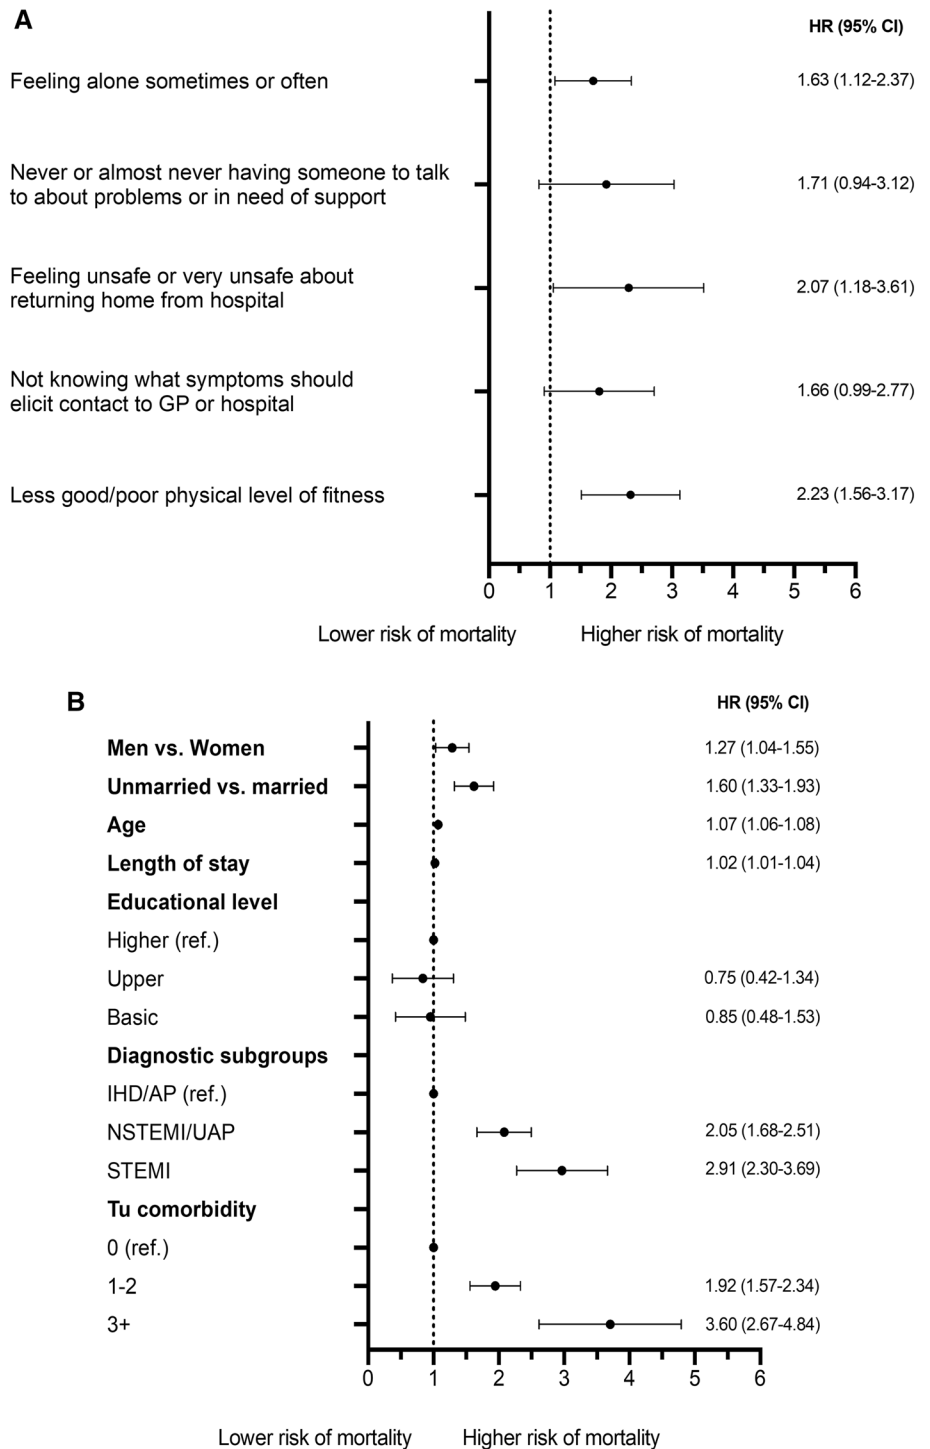 A
HR (95% CI)
Feeling alone sometimes or often
1.63 (1.12-2.37)
Never or almost never having someone to talk
to about problems or in need of support
1.71 (0.94-3.12)
Feeling unsafe or very unsafe about
returning home from hospital
2.07 (1.18-3.61)
Not knowing what symptoms should
elicit contact to GP or hospital
1.66 (0.99-2.77)
Less good/poor physical level of fitness
2.23 (1.56-3.17)
0 1 2 3 4 5 6
Lower risk of mortality Higher risk of mortality
B
HR (95% CI)
Men vs. Women 1.27 (1.04-1.55)
Unmarried vs. married 1.60 (1.33-1.93)
Age 1.07 (1.06-1.08)
Length of stay 1.02 (1.01-1.04)
Educational level
Higher (ref.)
Upper 0.75 (0.42-1.34)
Basic 0.85 (0.48-1.53)
Diagnostic subgroups
IHD/AP (ref.)
NSTEMI/UAP 2.05 (1.68-2.51)
STEMI 2.91 (2.30-3.69)
Tu comorbidity
0 (ref.)
1-2 1.92 (1.57-2.34)
3+ 3.60 (2.67-4.84)
0 1 2 3 4 5 6
Lower risk of mortality Higher risk of mortality